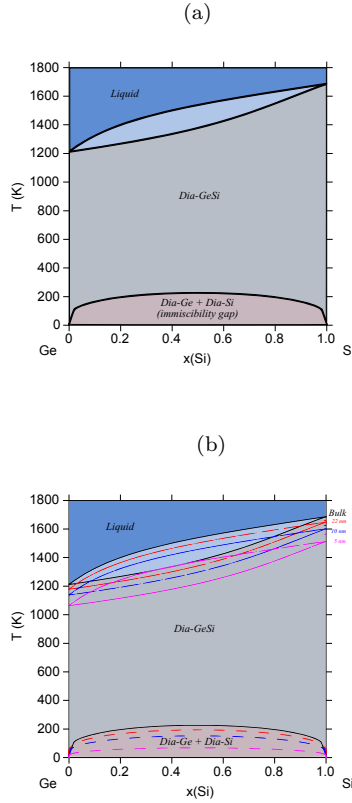 (a)
1800
1600
1400
1200
1000
800
600
400
200
0
T (K)
Liquid
Dia-GeSi
Dia-Ge + Dia-Si
(immiscibility gap)
0 0.2 0.4 0.6 0.8 1.0
Ge x(Si) S
(b)
1800
1600
1400
1200
1000
800
600
400
200
0
T (K)
Liquid
Bulk
22 nm
10 nm
5 nm
Dia-GeSi
Dia-Ge + Dia-Si
0 0.2 0.4 0.6 0.8 1.0
Ge x(Si) Si